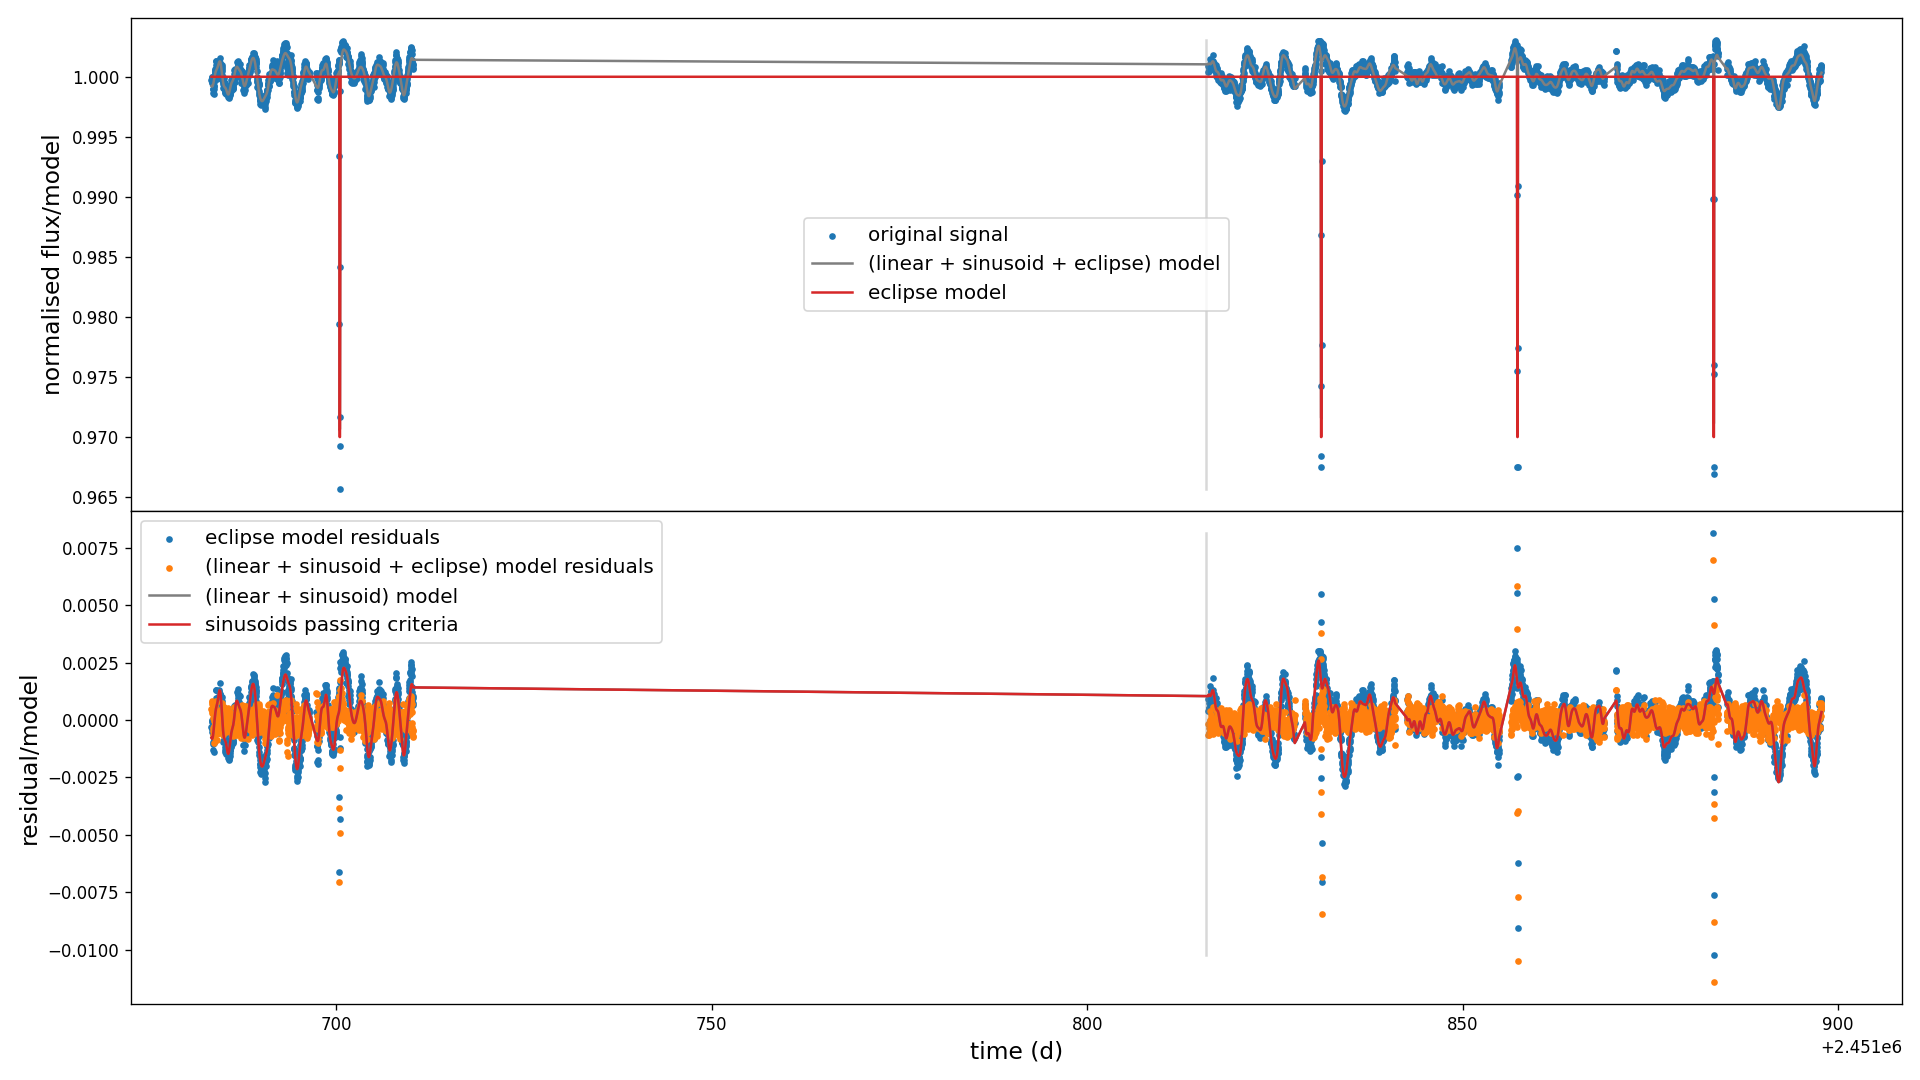 normalised flux/model
1.000
0.995
0.990
0.985
0.980
0.975
0.970
0.965
original signal
(linear + sinusoid + eclipse) model
eclipse model
residual/model
0.0075
0.0050
0.0025
0.0000
−0.0025
−0.0050
−0.0075
−0.0100
eclipse model residuals
(linear + sinusoid + eclipse) model residuals
(linear + sinusoid) model
sinusoids passing criteria
700
750
800
850
900
time (d)
+2.451e6